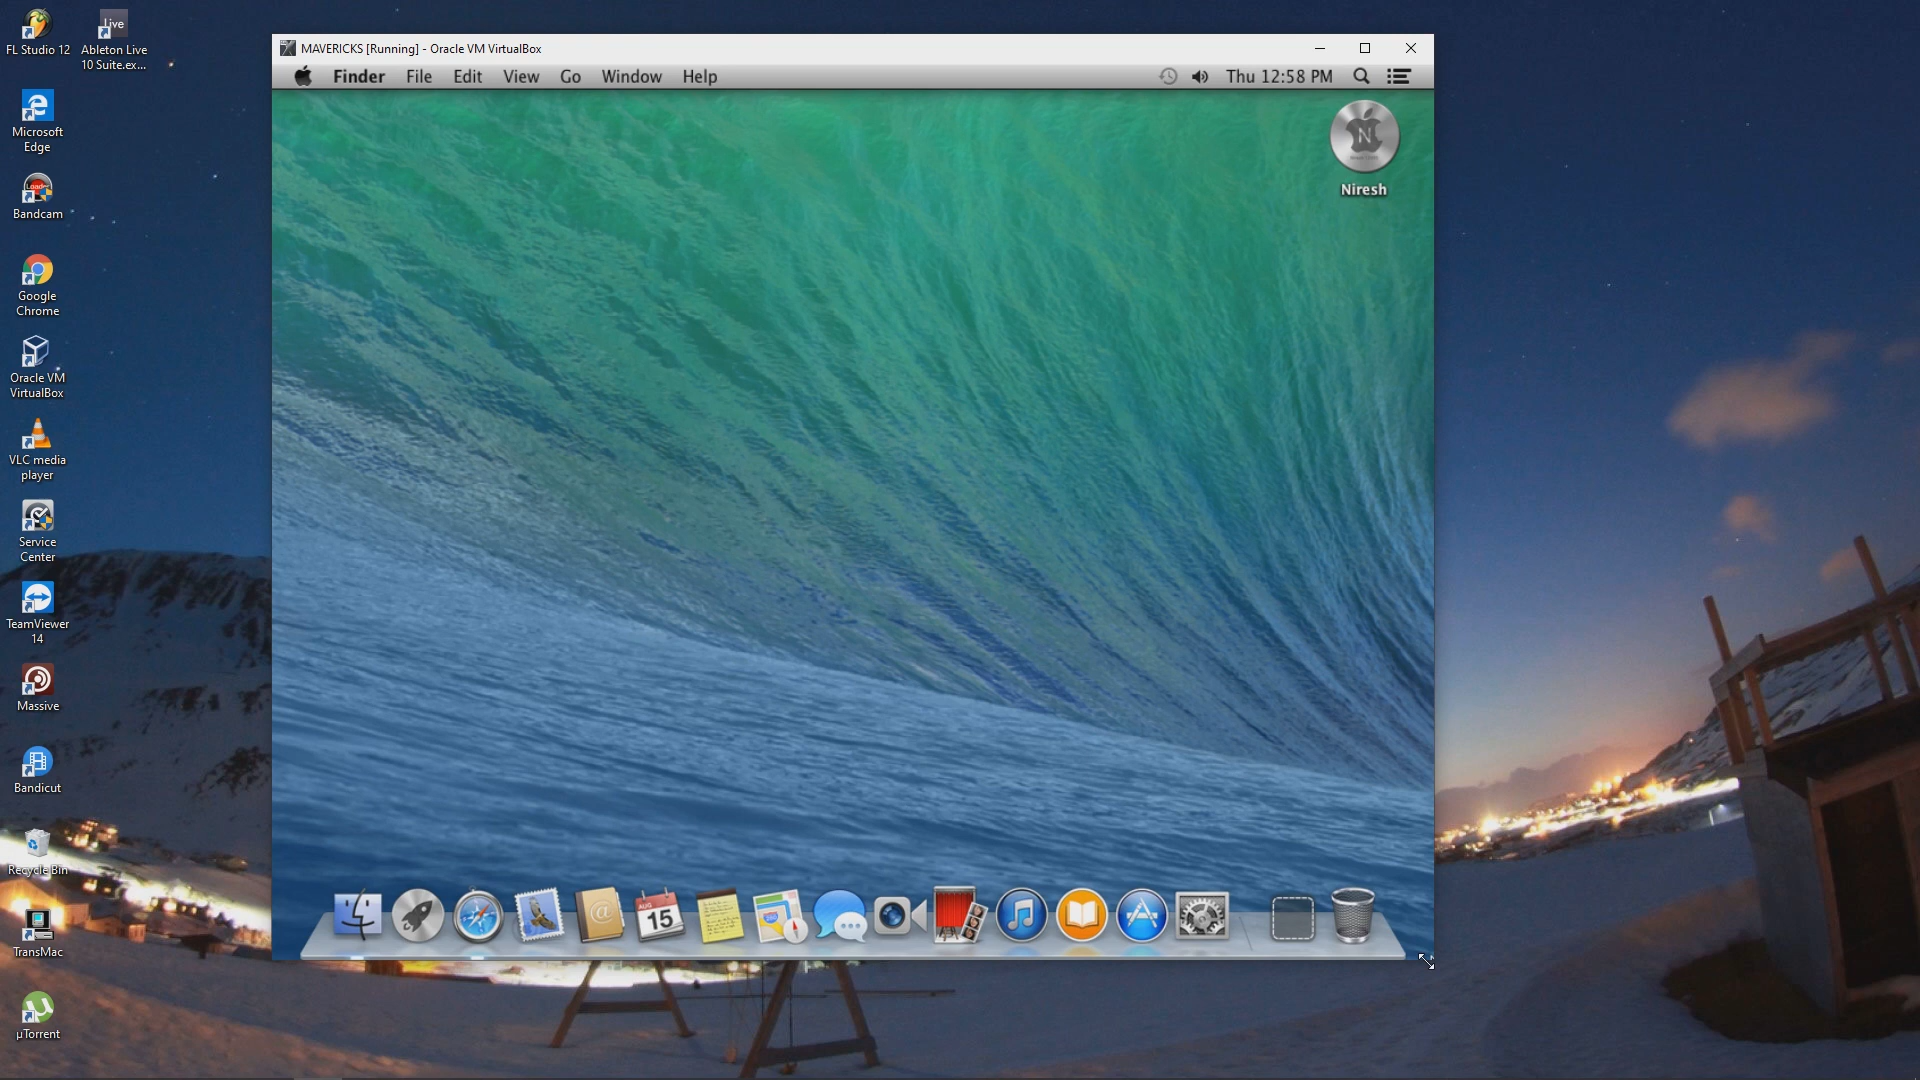 FL Studio 12
Live
Ableton Live
10 Suite.ex...
Microsoft
Edge
Loader
Bandcam
Google
Chrome
Oracle VM
VirtualBox
VLC media
player
Service
Center
TeamViewer
14
Massive
Bandicut
Recycle Bin
TransMac
µTorrent
MAVERICKS [Running] - Oracle VM VirtualBox
Finder File Edit View Go Window Help
Thu 12:58 PM
N
Niresh
AUG
15